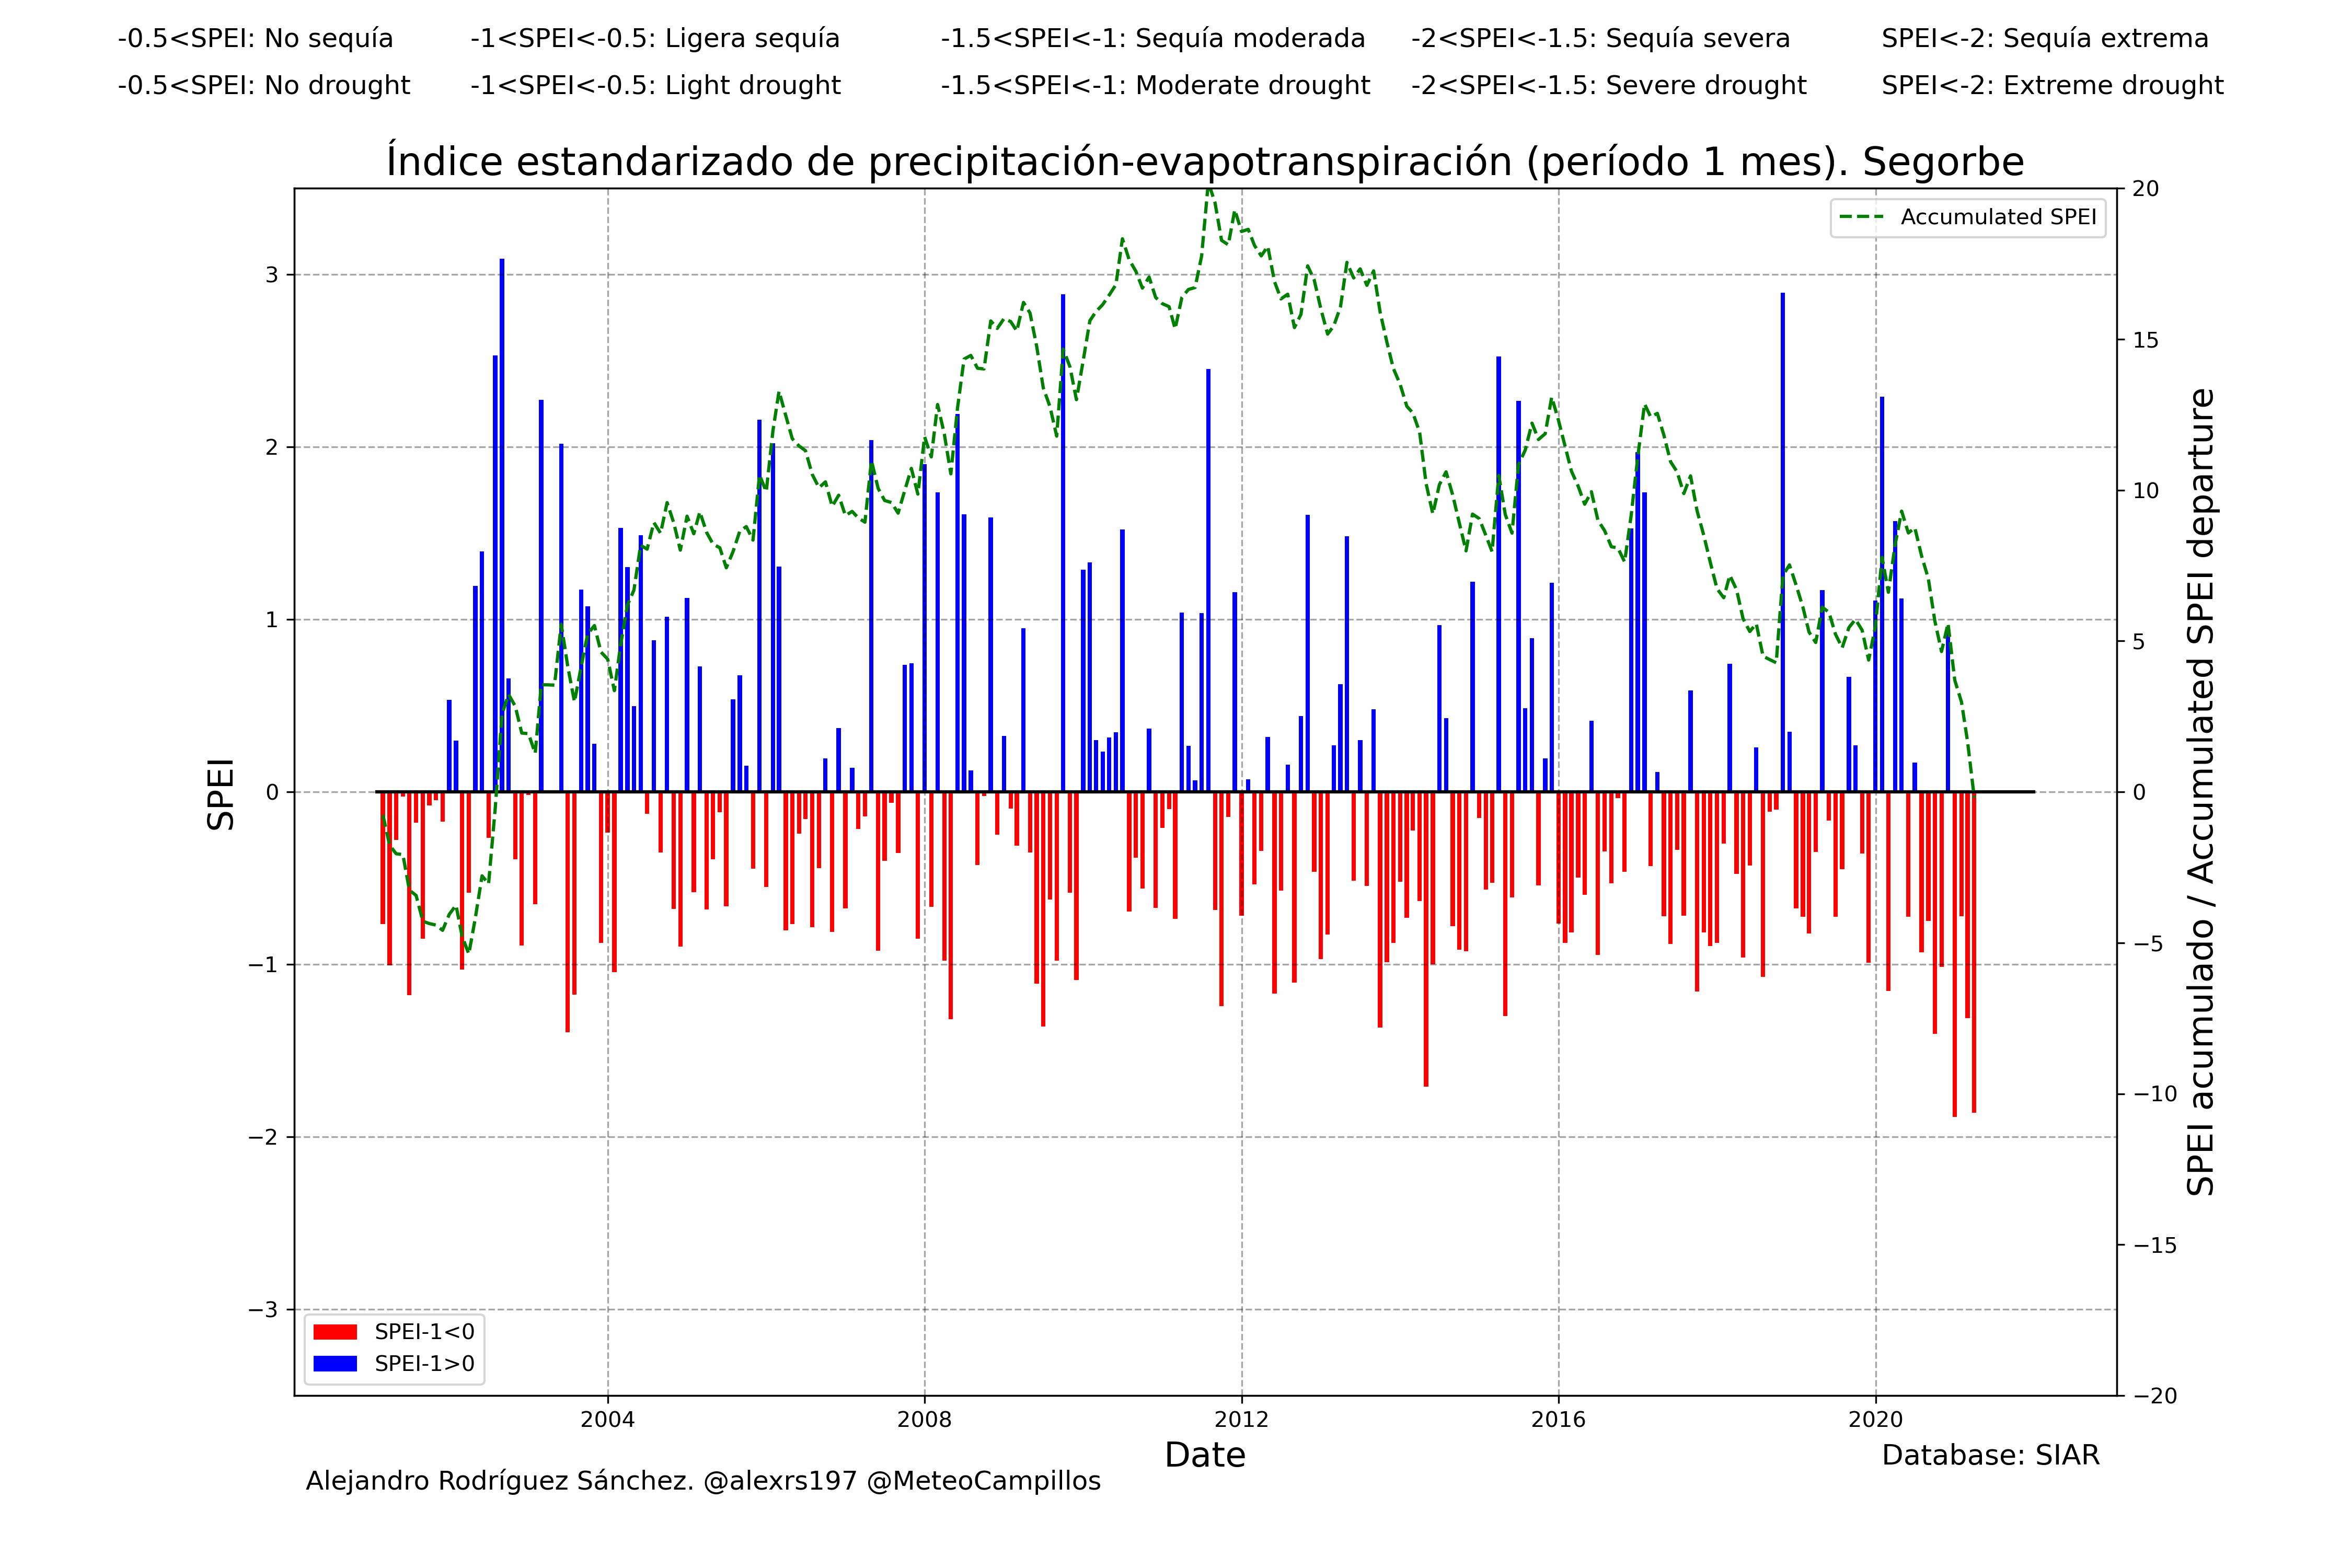 -0.5<SPEI: No sequía -1<SPEI<-0.5: Ligera sequía -1.5<SPEI<-1: Sequía moderada -2<SPEI<-1.5: Sequía severa SPEI<-2: Sequía extrema
-0.5<SPEI: No drought -1<SPEI<-0.5: Light drought -1.5<SPEI<-1: Moderate drought -2<SPEI<-1.5: Severe drought SPEI<-2: Extreme drought
Índice estandarizado de precipitación-evapotranspiración (período 1 mes). Segorbe
Accumulated SPEI
SPEI
3
2
1
0
−1
−2
−3
20
15
10
5
0
−5
−10
−15
−20
SPEI acumulado / Accumulated SPEI departure
SPEI-1<0
SPEI-1>0
2004 2008 2012 2016 2020
Date
Database: SIAR
Alejandro Rodríguez Sánchez. @alexrs197 @MeteoCampillos